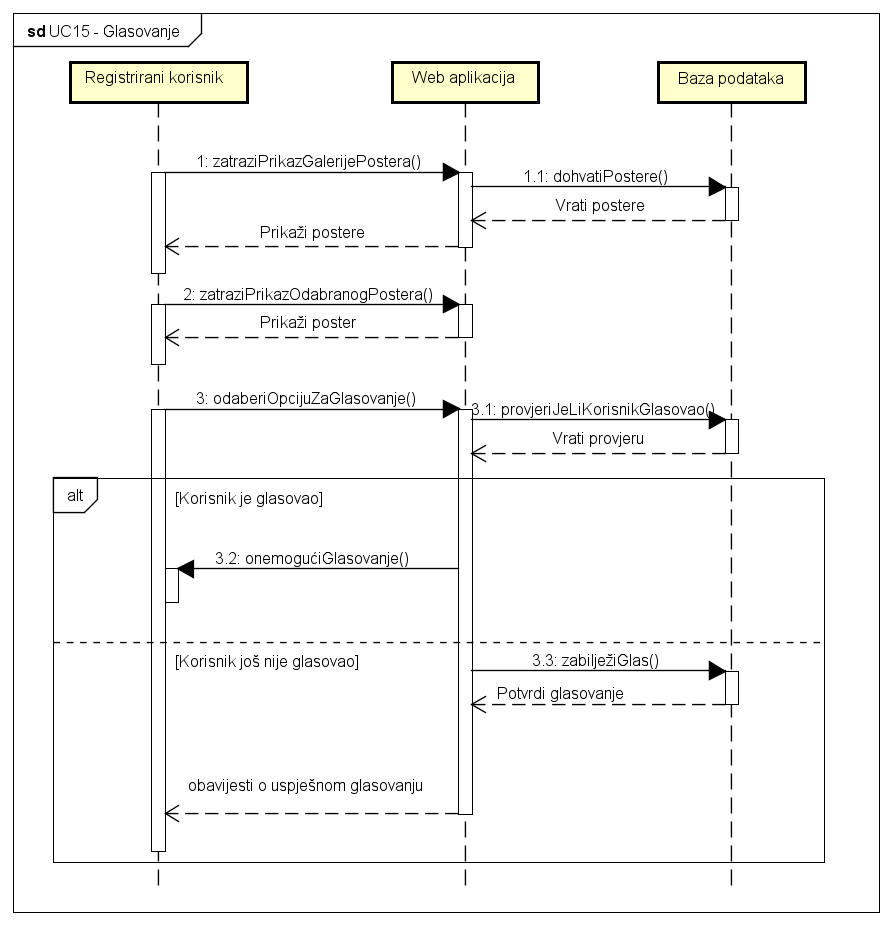 sd UC15 - Glasovanje
Registrirani korisnik
Web aplikacija
Baza podataka
1: zatraziPrikazGalerijePostera()
1.1: dohvatiPostere()
Vrati postere
Prikaži postere
2: zatraziPrikazOdabranogPostera()
Prikaži poster
3: odaberiOpcijuZaGlasovanje()
3.1: provjeriJeLiKorisnikGlasovao()
Vrati provjeru
alt
[Korisnik je glasovao]
3.2: onemogućiGlasovanje()
[Korisnik još nije glasovao]
3.3: zabilježiGlas()
Potvrdi glasovanje
obavijesti o uspješnom glasovanju